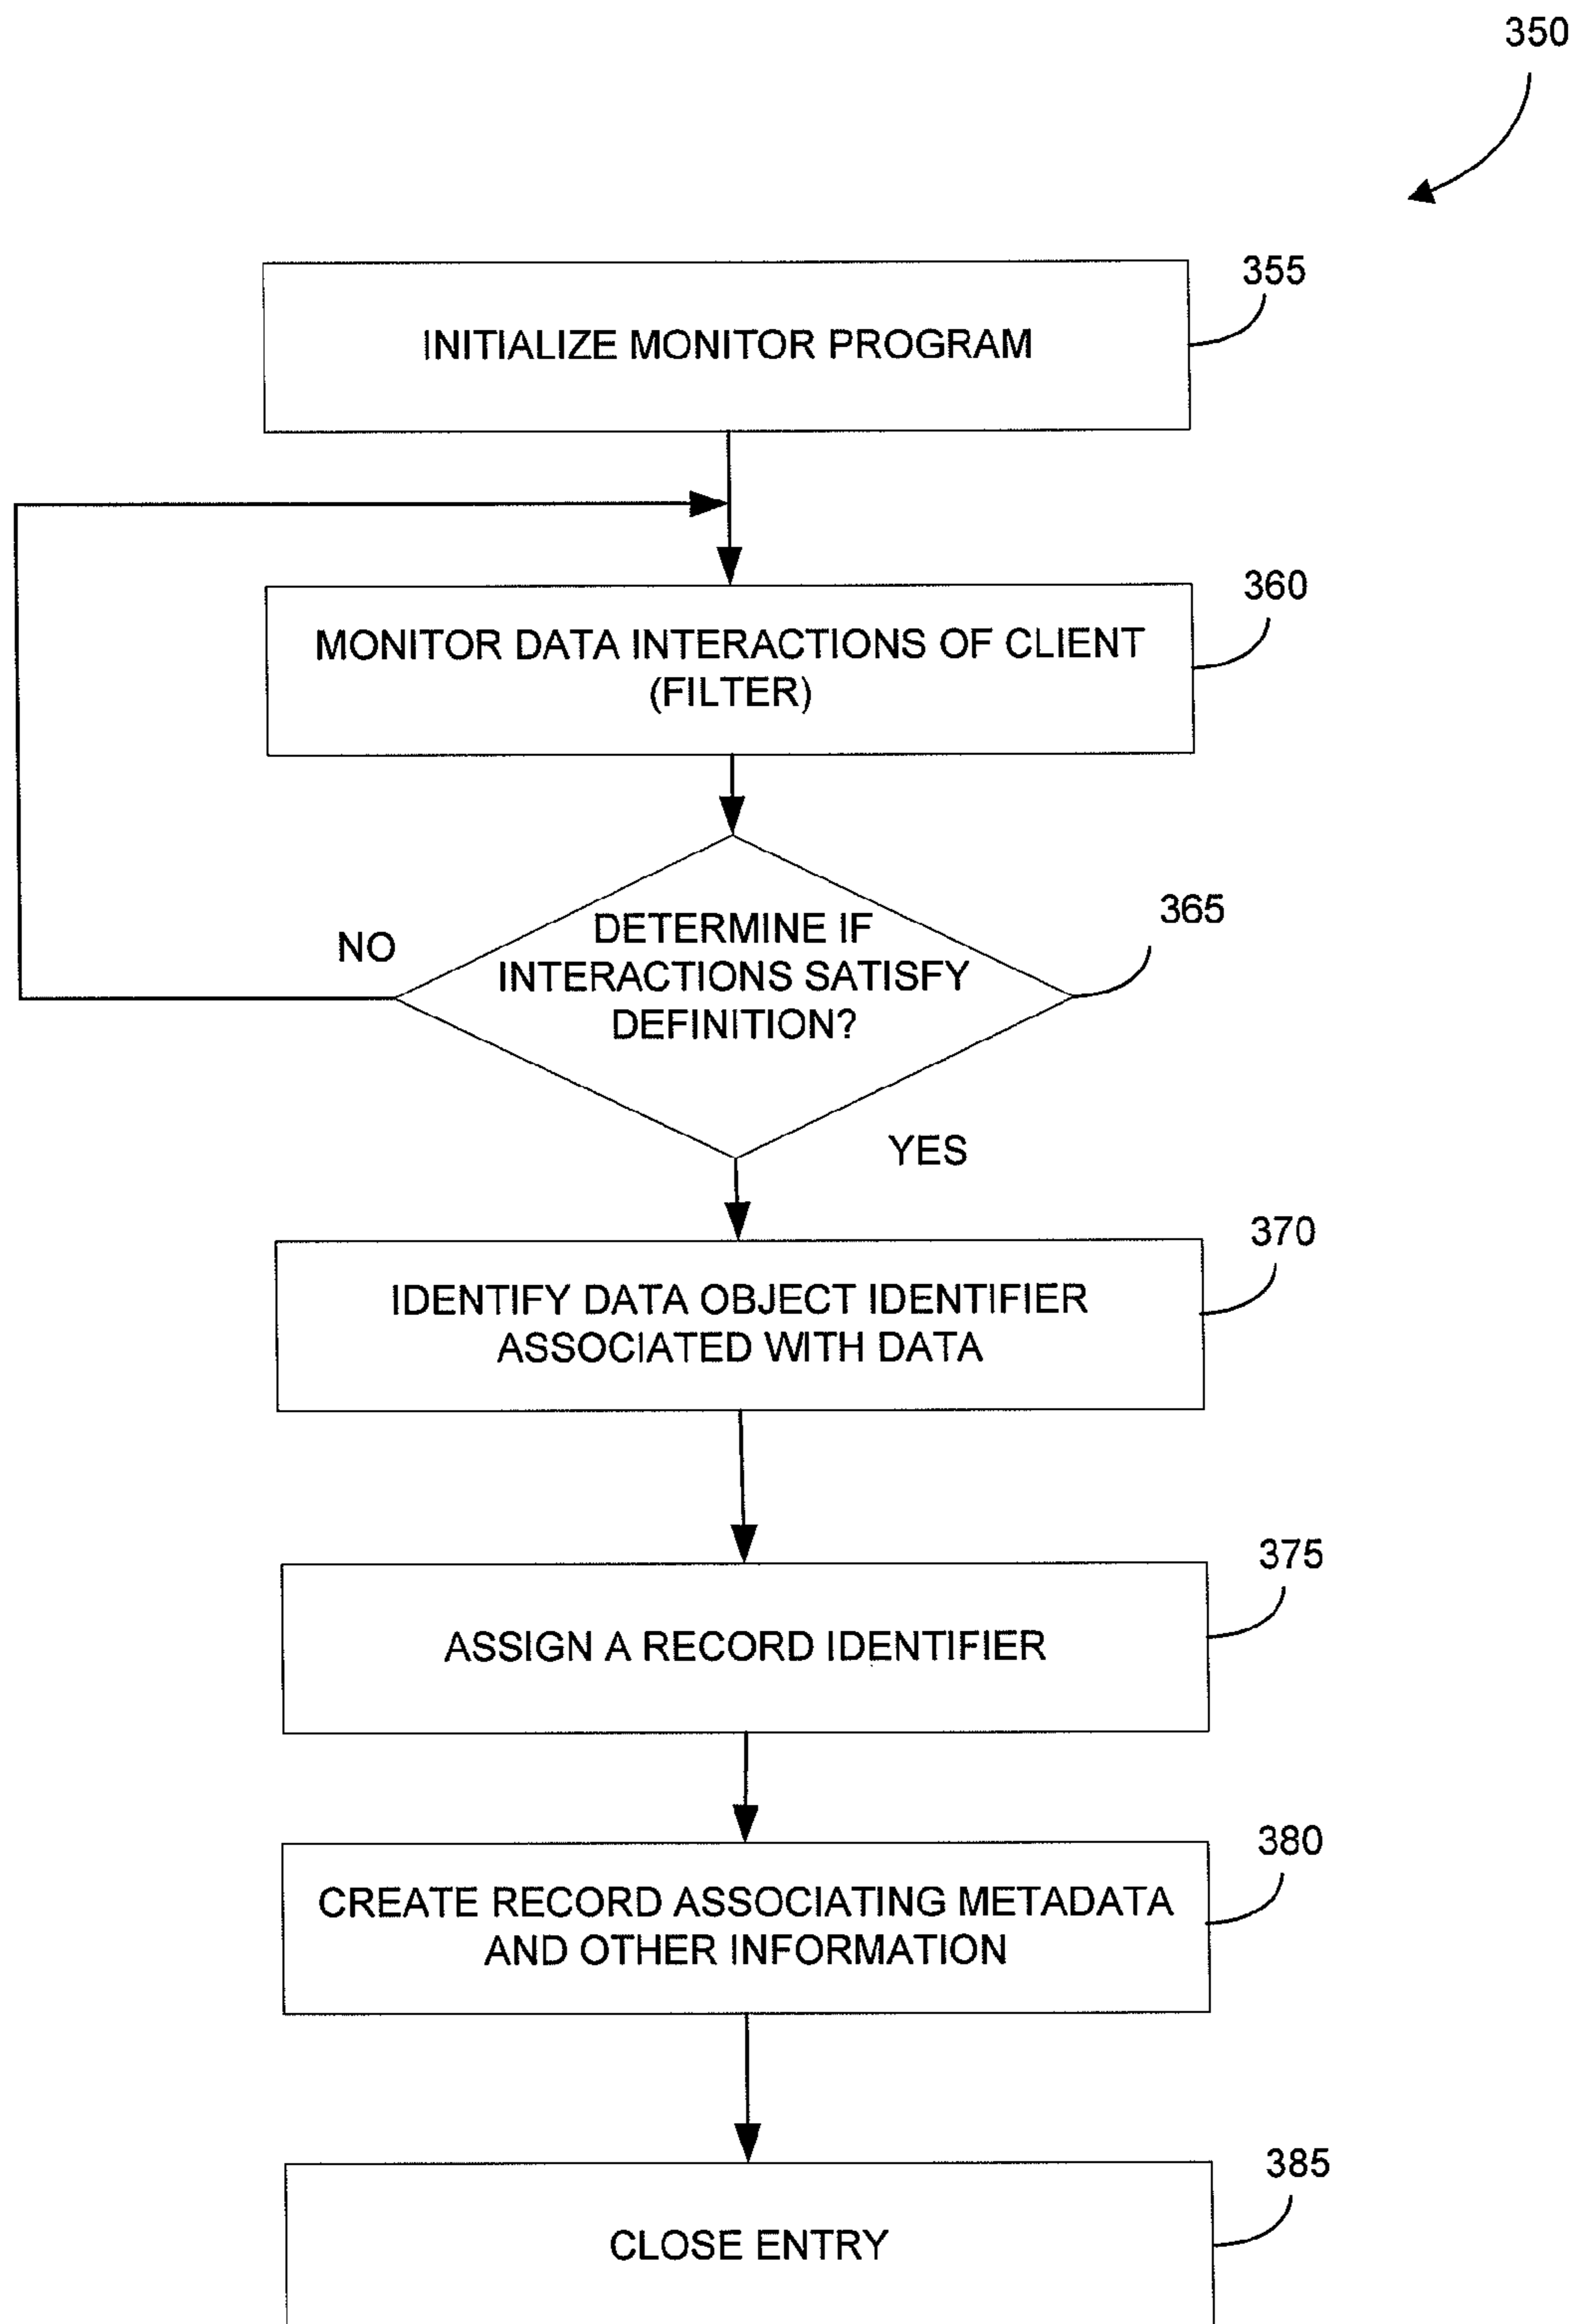 350
355
INITIALIZE MONITOR PROGRAM
360
MONITOR DATA INTERACTIONS OF CLIENT
(FILTER)
365
NO
DETERMINE IF
INTERACTIONS SATISFY
DEFINITION?
YES
370
IDENTIFY DATA OBJECT IDENTIFIER
ASSOCIATED WITH DATA
375
ASSIGN A RECORD IDENTIFIER
380
CREATE RECORD ASSOCIATING METADATA
AND OTHER INFORMATION
385
CLOSE ENTRY